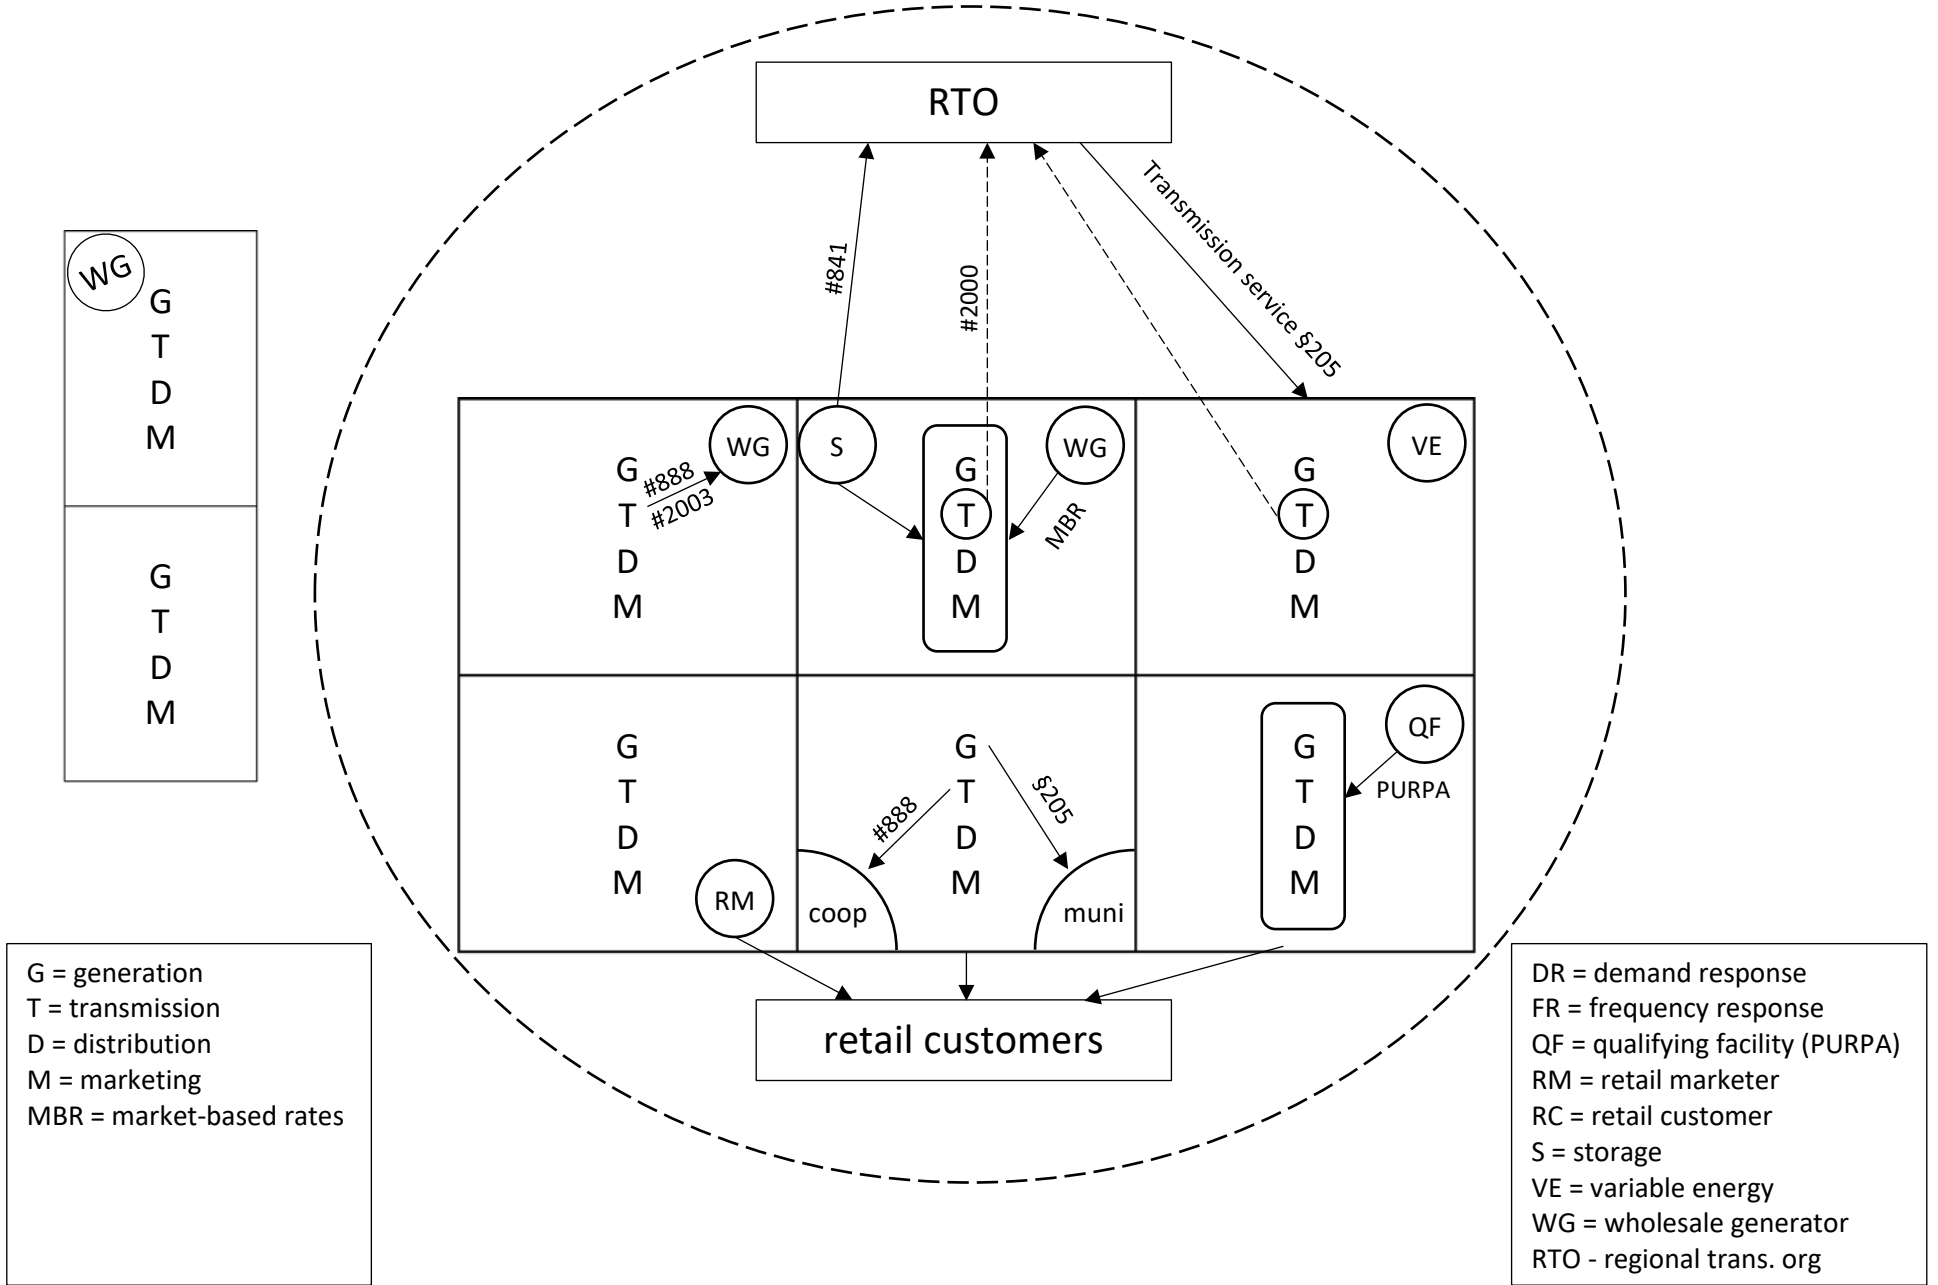 RTO
#841
#2000
Transmission service §205
WG
G
T
D
M
G
T
D
M
G
T
D
M
#888
#2003
WG
S
G
T
D
M
WG
MBR
G
T
D
M
VE
G
T
D
M
RM
G
T
D
M
#888
§205
coop
muni
G
T
D
M
QF
PURPA
retail customers
G = generation
T = transmission
D = distribution
M = marketing
MBR = market-based rates
DR = demand response
FR = frequency response
QF = qualifying facility (PURPA)
RM = retail marketer
RC = retail customer
S = storage
VE = variable energy
WG = wholesale generator
RTO - regional trans. org